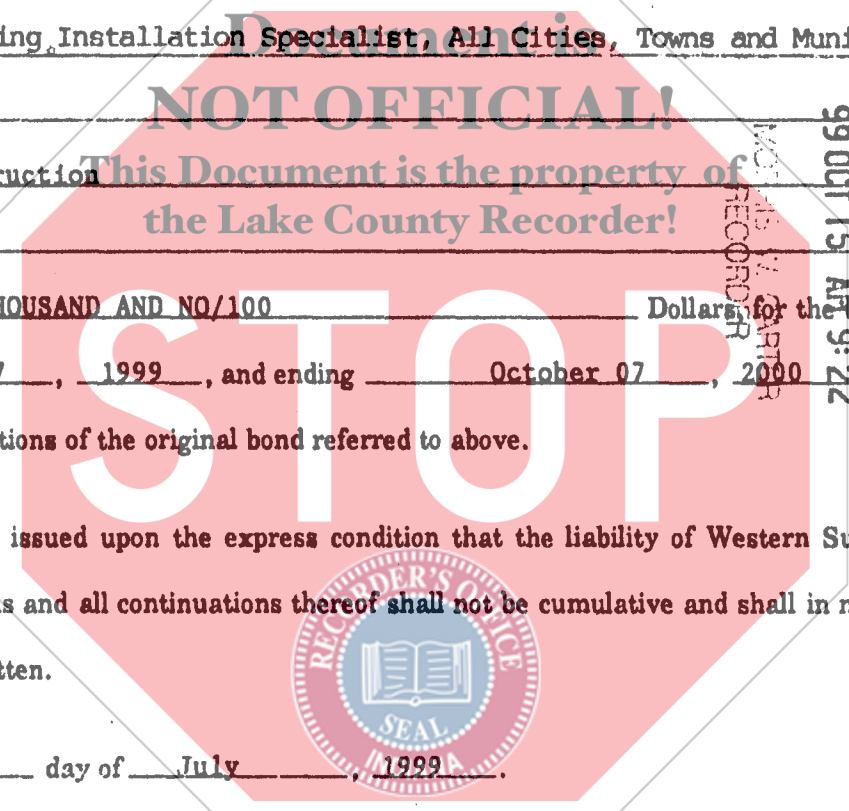 ing Installation Specialist, All Cities, Towns and Muni
Document is
NOT OFFICIAL!
ruction
This Document is the property of
the Lake County Recorder!
HOUSAND AND NO/100 Dollars, for the
STOP
, 1999, and ending October 07, 2000
tions of the original bond referred to above.
issued upon the express condition that the liability of Western Su
s and all continuations thereof shall not be cumulative and shall in n
tten.
day of July, 1999.
RECORDER'S OFFICE
SEAL
INDIANA
99 OCT 15 9:22
RECORDER